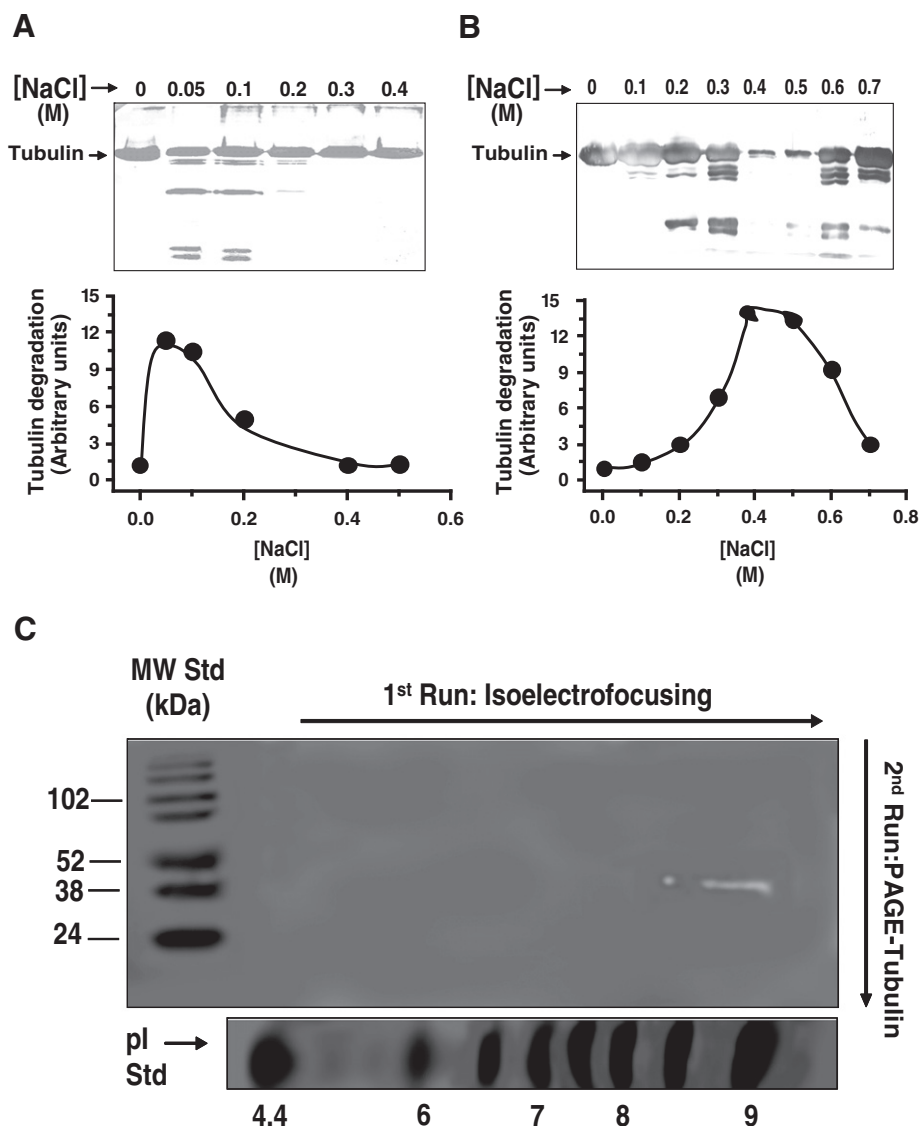 A
[NaCl] → 0 0.05 0.1 0.2 0.3 0.4
(M)
Tubulin →
15
12
9
6
3
0
Tubulin degradation
(Arbitrary units)
0.0 0.2 0.4 0.6
[NaCl]
(M)
B
[NaCl] → 0 0.1 0.2 0.3 0.4 0.5 0.6 0.7
(M)
Tubulin →
15
12
9
6
3
0
Tubulin degradation
(Arbitrary units)
0.0 0.2 0.4 0.6 0.8
[NaCl]
(M)
C
MW Std
(kDa)
1st Run: Isoelectrofocusing
102
52
38
24
2nd Run:PAGE-Tubulin
pI →
Std
4.4 6 7 8 9